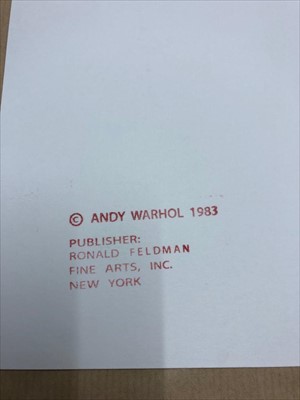 © ANDY WARHOL 1983
PUBLISHER:
RONALD FELDMAN
FINE ARTS, INC.
NEW YORK